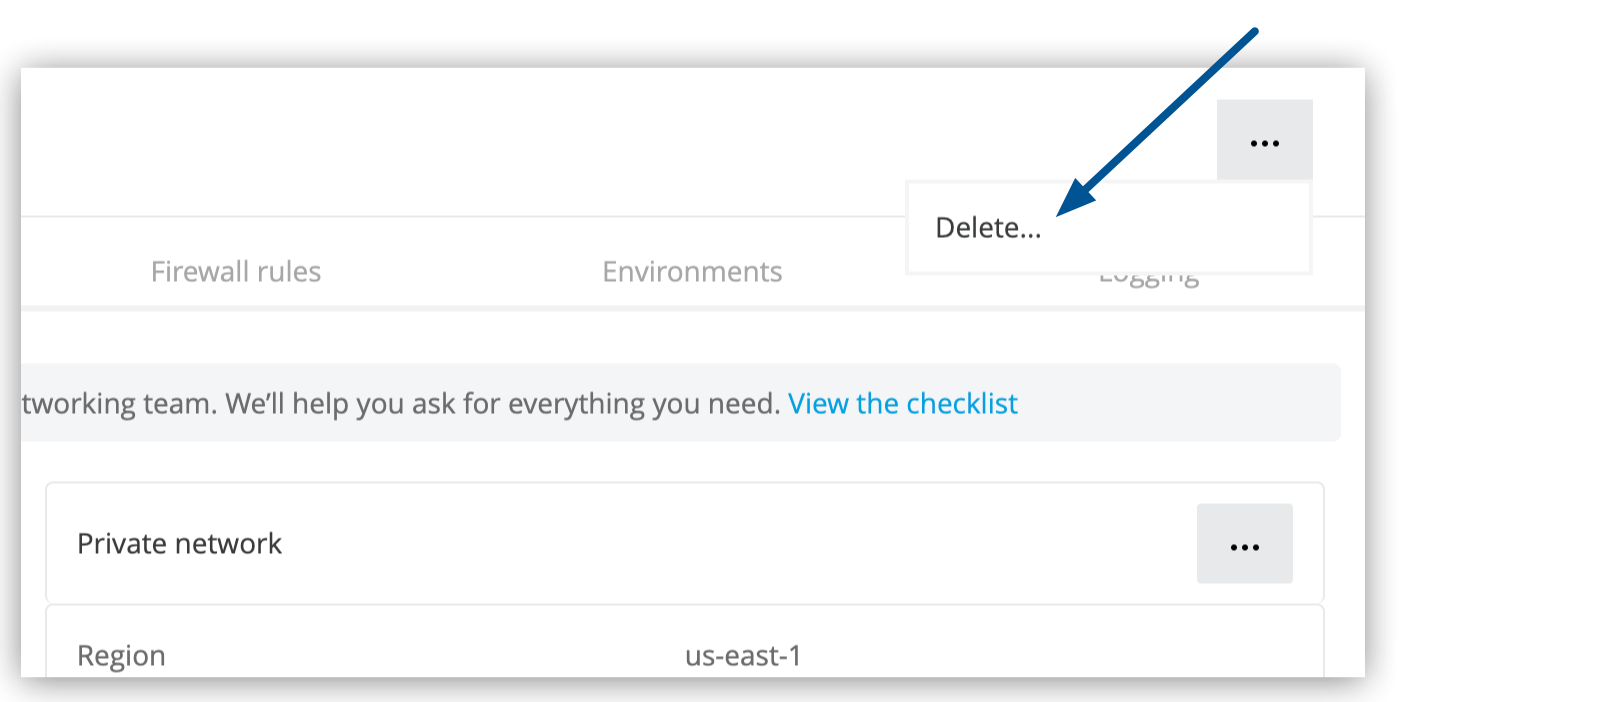 ...
Delete...
Firewall rules
Environments
Logging
tworking team. We'll help you ask for everything you need. View the checklist
Private network
...
Region
us-east-1